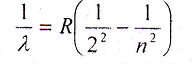 1/λ = R(1/2² − 1/n²)